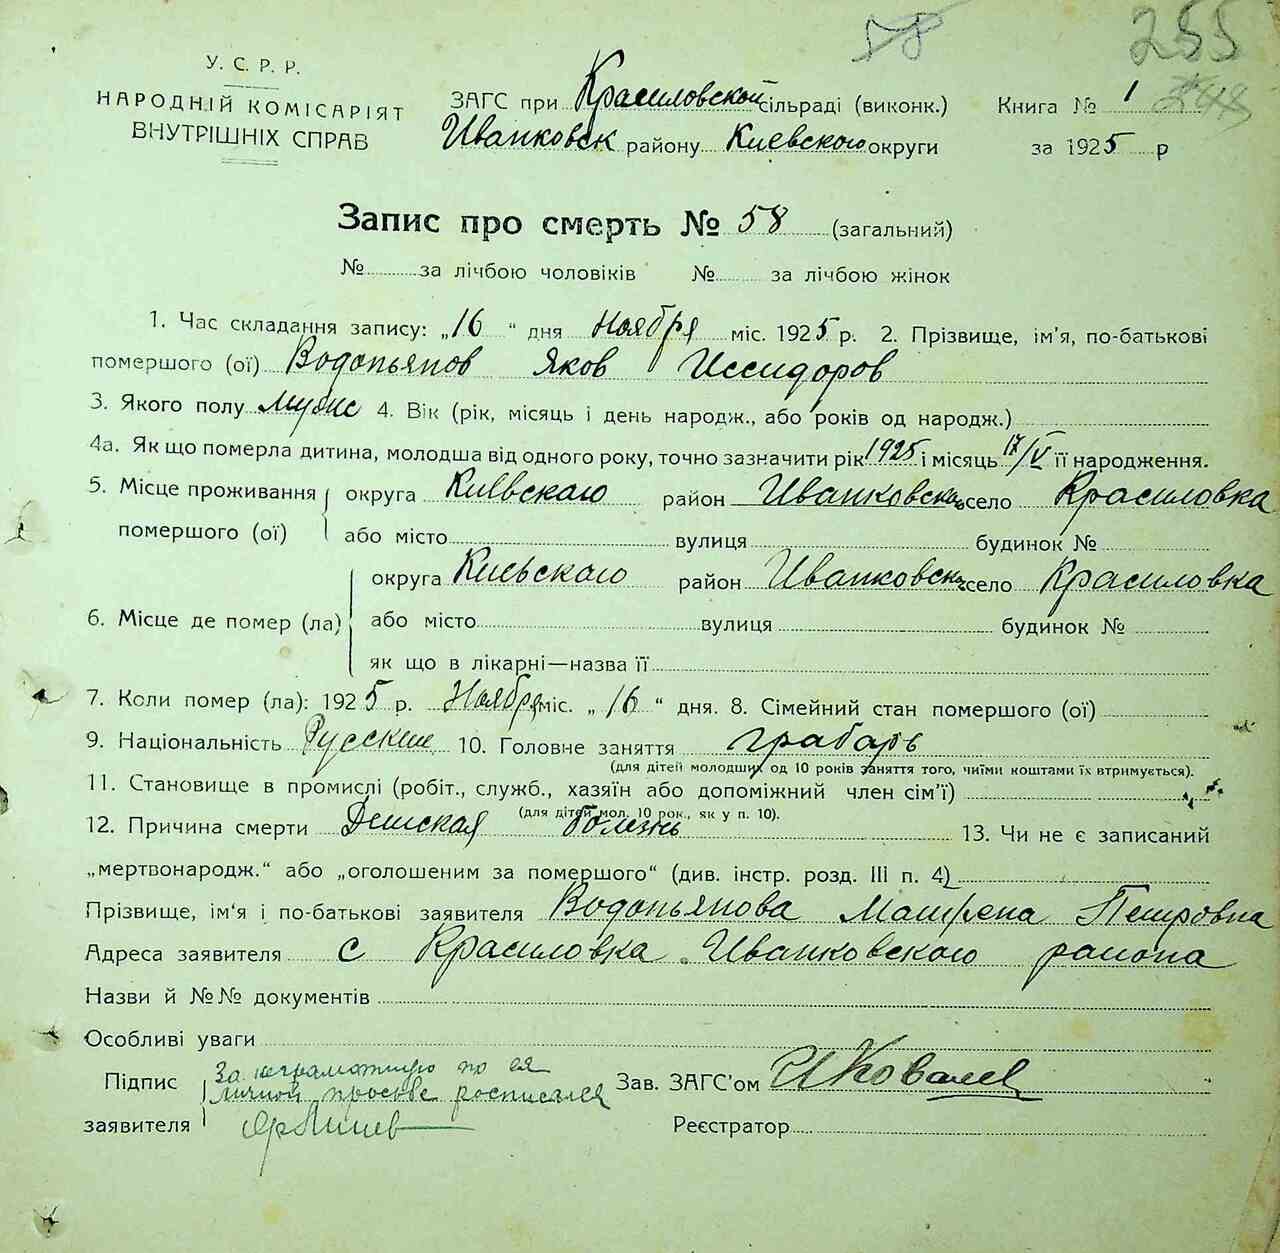 58 255
248
У. С. Р. Р.
НАРОДНІЙ КОМІСАРІЯТ
ВНУТРІШНІХ СПРАВ
ЗАГС при Красиловской сільраді (виконк.) Книга № 1
Иванковск району Киевского округи за 1925 р
Запис про смерть № 58 (загальний)
№ за лічбою чоловіків № за лічбою жінок
1. Час складання запису: „16“ дня Ноября міс. 1925 р. 2. Прізвище, ім'я, по-батькові
помершого (ої) Водопьянов Яков Иссидоров
3. Якого полу Мужс 4. Вік (рік, місяць і день народж., або років од народж.)
4а. Як що померла дитина, молодша від одного року, точно зазначити рік 1925 і місяць 17/V її народження.
5. Місце проживання округа Киевскаго район Иванковск село Красиловка
помершого (ої) або місто вулиця будинок №
округа Киевскаго район Иванковск село Красиловка
6. Місце де помер (ла) або місто вулиця будинок №
як що в лікарні—назва її
7. Коли помер (ла): 1925 р. Ноября міс. „16“ дня. 8. Сімейний стан помершого (ої)
9. Національність Русские 10. Головне заняття грабарь
(для дітей молодших од 10 років заняття того, чиїми коштами їх втримується).
11. Становище в промислі (робіт., служб., хазяїн або допоміжний член сім'ї)
(для дітей мол. 10 рок., як у п. 10).
12. Причина смерти Детская болезнь 13. Чи не є записаний
„мертвонародж.“ або „оголошеним за помершого“ (див. інстр. розд. III п. 4)
Прізвище, ім'я і по-батькові заявителя Водопьянова Матрена Петровна
Адреса заявителя с Красиловка Иванковского района
Назви й №№ документів
Особливі уваги
Підпис За неграмотную по ея Зав. ЗАГС'ом ИКовалев
личной просьбе росписался
заявителя Реєстратор